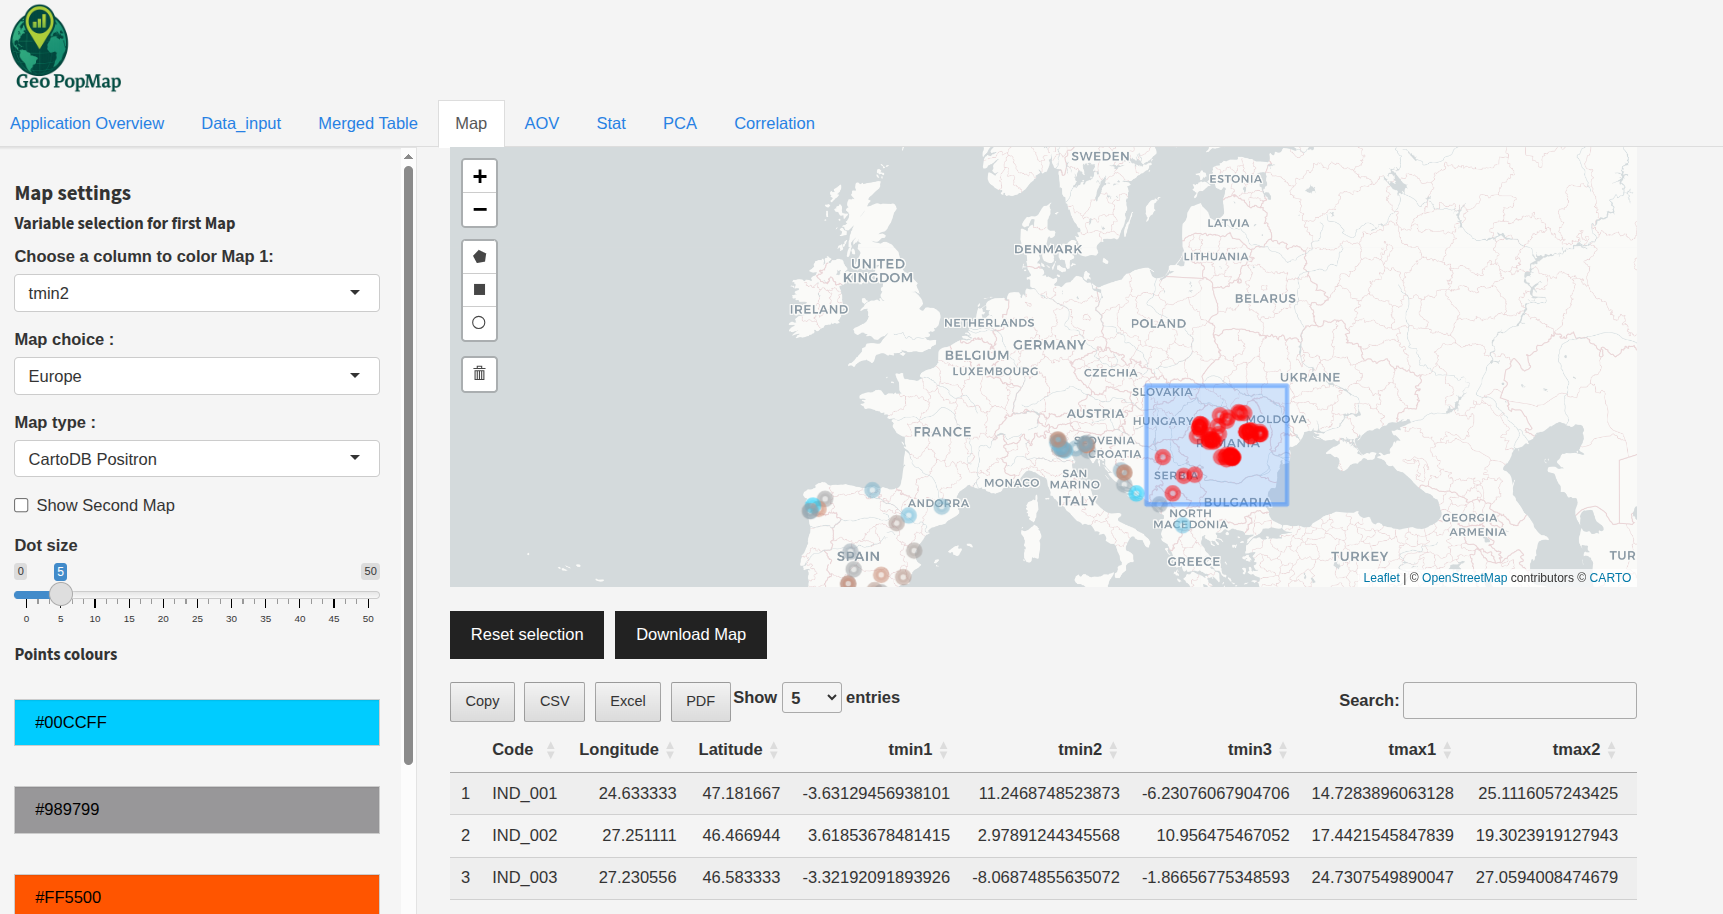 Geo PopMap
Application Overview
Data_input
Merged Table
Map
AOV
Stat
PCA
Correlation
Map settings
Variable selection for first Map
Choose a column to color Map 1:
tmin2
Map choice :
Europe
Map type :
CartoDB Positron
Show Second Map
Dot size
0 5 50
0 5 10 15 20 25 30 35 40 45 50
Points colours
#00CCFF
#989799
#FF5500
+
−
SWEDEN
ESTONIA
LATVIA
DENMARK
LITHUANIA
UNITED
KINGDOM
BELARUS
IRELAND
NETHERLANDS
POLAND
GERMANY
BELGIUM
LUXEMBOURG
CZECHIA
UKRAINE
SLOVAKIA
AUSTRIA
HUNGARY
MOLDOVA
FRANCE
SLOVENIA
ROMANIA
CROATIA
SAN
MARINO
SERBIA
MONACO
ITALY
ANDORRA
BULGARIA
NORTH
MACEDONIA
GEORGIA
ARMENIA
SPAIN
GREECE
TURKEY
TUR
Leaflet | © OpenStreetMap contributors © CARTO
Reset selection
Download Map
Copy
CSV
Excel
PDF
Show 5 entries
Search:
Code Longitude Latitude tmin1 tmin2 tmin3 tmax1 tmax2
1 IND_001 24.633333 47.181667 -3.63129456938101 11.2468748523873 -6.23076067904706 14.7283896063128 25.1116057243425
2 IND_002 27.251111 46.466944 3.61853678481415 2.97891244345568 10.956475467052 17.4421545847839 19.3023919127943
3 IND_003 27.230556 46.583333 -3.32192091893926 -8.06874855635072 -1.86656775348593 24.7307549890047 27.0594008474679